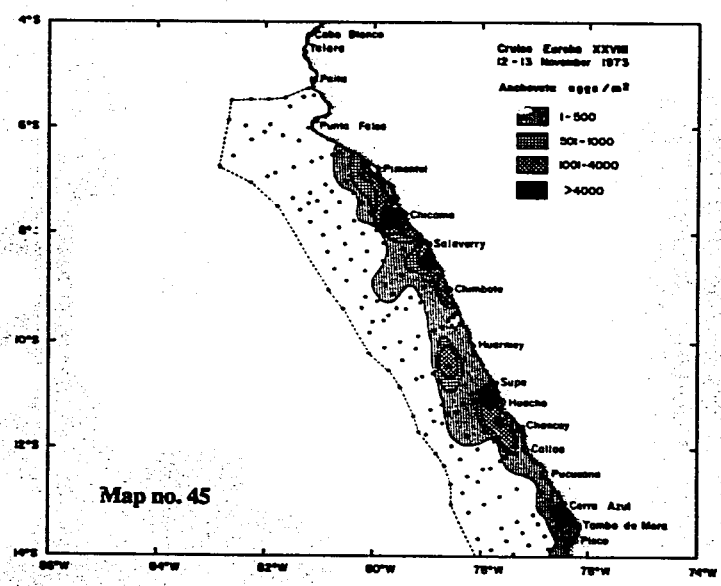 4°S
6°S
8°S
10°S
12°S
14°S
Cabo Blanco
Talara
Paita
Punta Falsa
Pimentel
Chicama
Salaverry
Chimbote
Huarmey
Supe
Huacho
Chancay
Callao
Pucusana
Cerro Azul
Tambo de Mora
Pisco
Cruise Eureka XXVIII
12-13 November 1973
Anchoveta eggs/m2
1-500
501-1000
1001-4000
>4000
Map no. 45
86°W
84°W
82°W
80°W
78°W
76°W
74°W